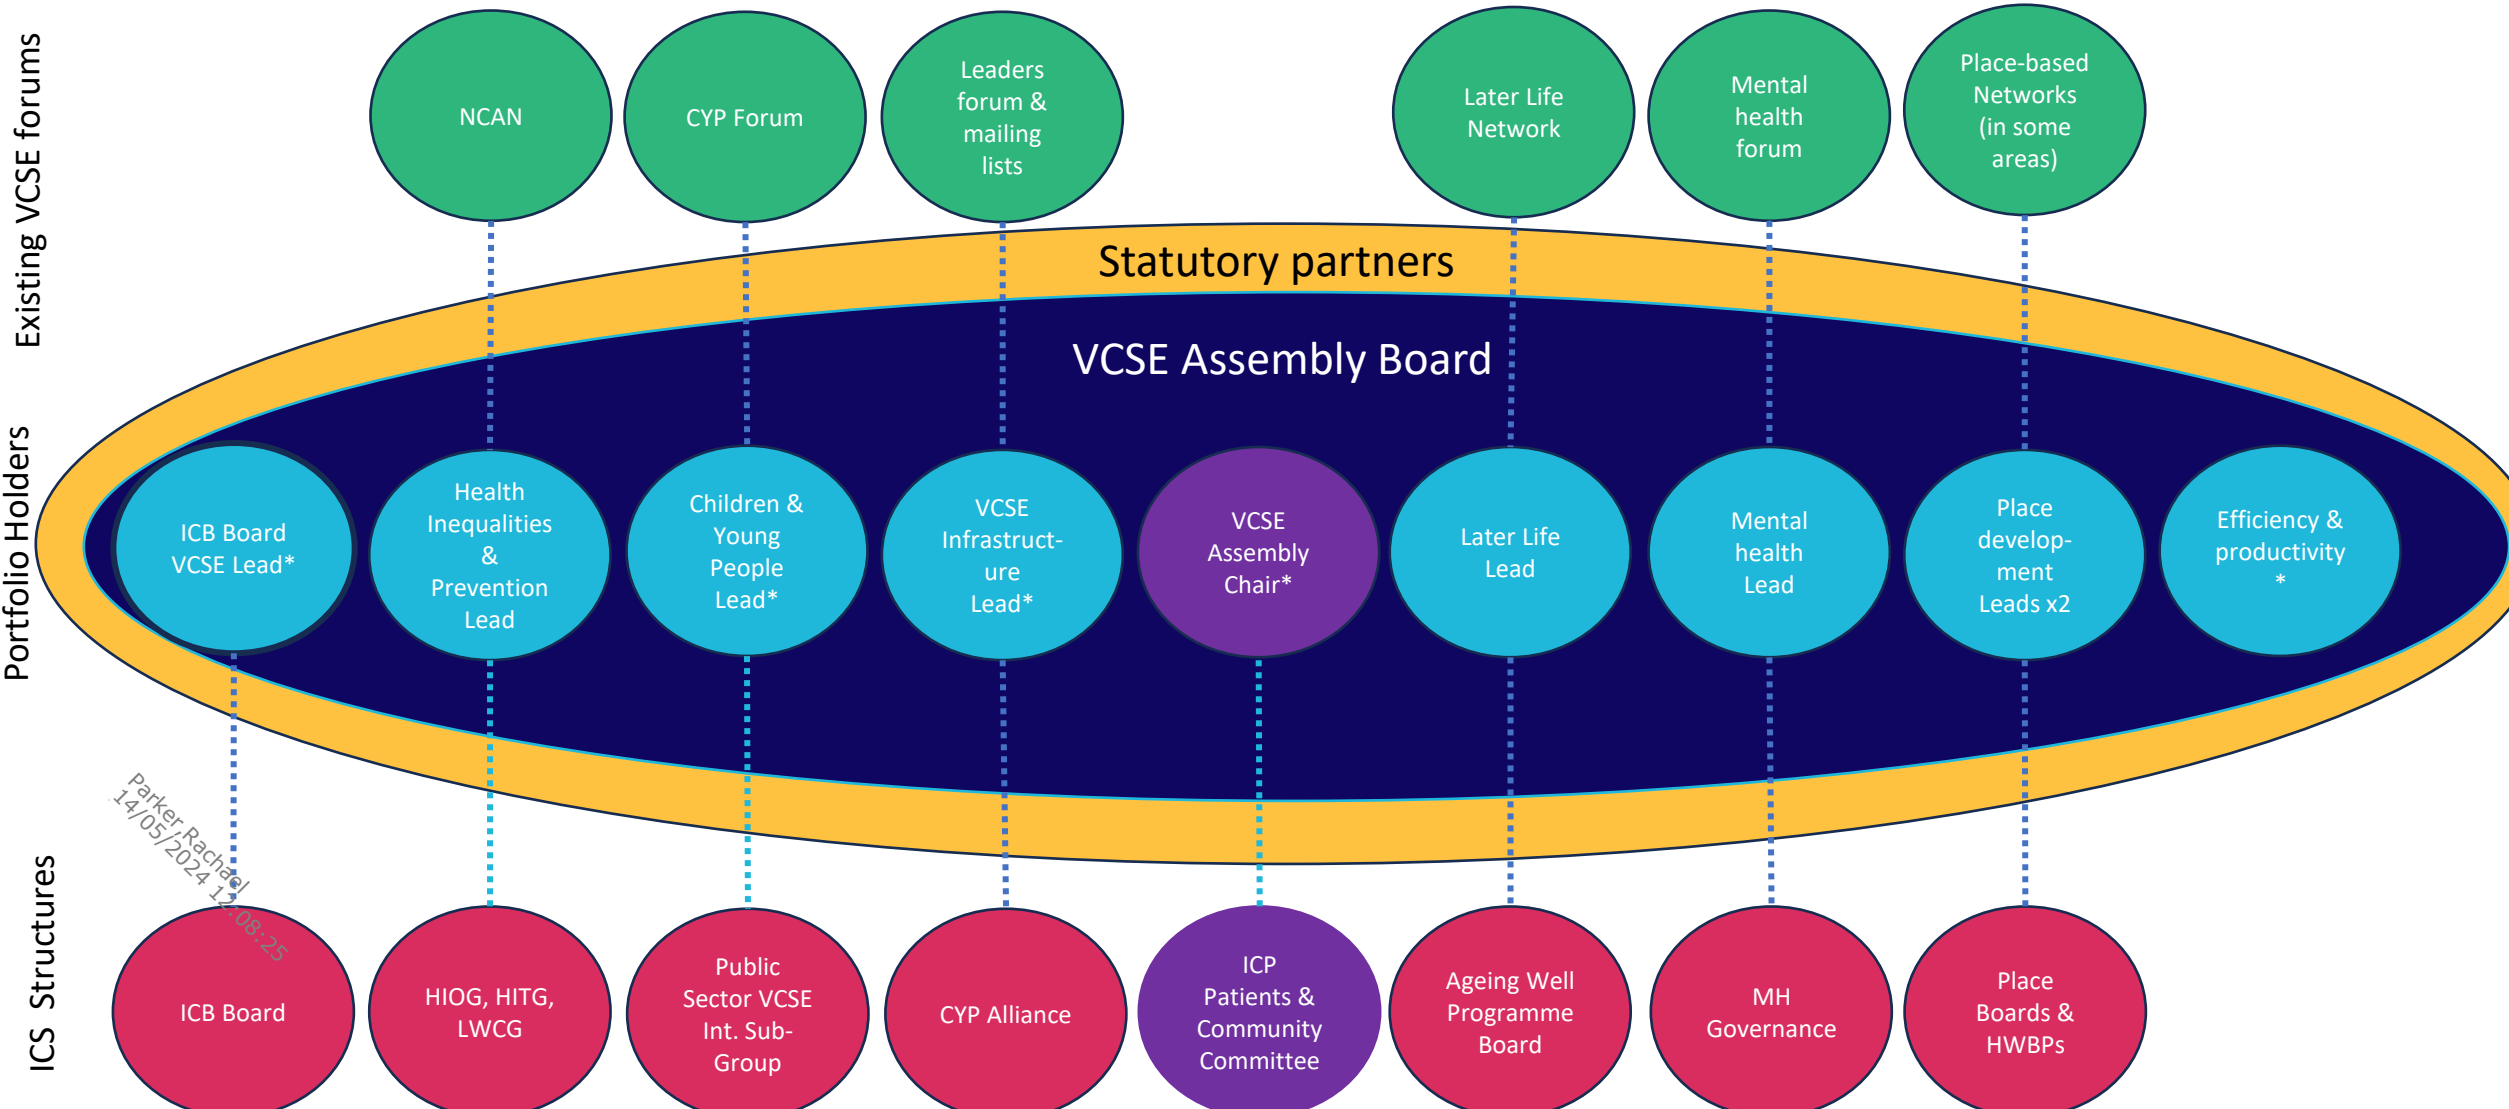 Existing VCSE forums
NCAN
CYP Forum
Leaders
forum &
mailing
lists
Later Life
Network
Mental
health
forum
Place-based
Networks
(in some
areas)
Statutory partners
VCSE Assembly Board
Portfolio Holders
ICB Board
VCSE Lead*
Health
Inequalities
&
Prevention
Lead
Children &
Young
People
Lead*
VCSE
Infrastruct-
ure
Lead*
VCSE
Assembly
Chair*
Later Life
Lead
Mental
health
Lead
Place
develop-
ment
Leads x2
Efficiency &
productivity
*
Parker,Rachael
14/05/2024 12:08:25
ICS Structures
ICB Board
HIOG, HITG,
LWCG
Public
Sector VCSE
Int. Sub-
Group
CYP Alliance
ICP
Patients &
Community
Committee
Ageing Well
Programme
Board
MH
Governance
Place
Boards &
HWBPs